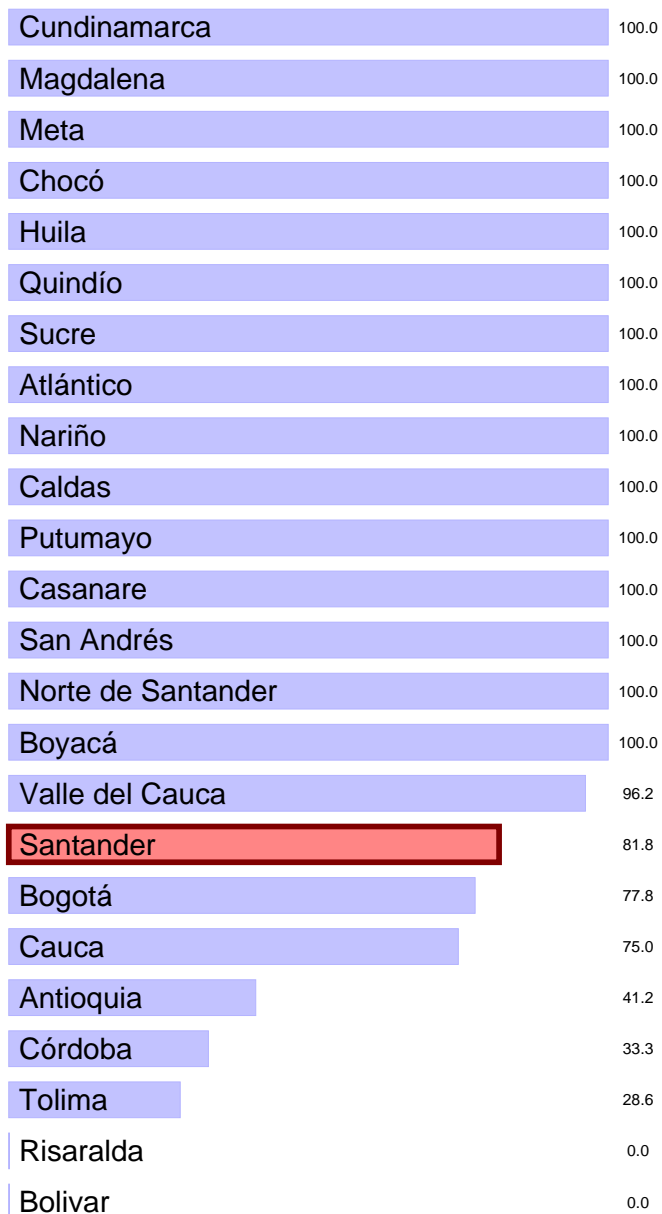 Cundinamarca 100.0
Magdalena 100.0
Meta 100.0
Chocó 100.0
Huila 100.0
Quindío 100.0
Sucre 100.0
Atlántico 100.0
Nariño 100.0
Caldas 100.0
Putumayo 100.0
Casanare 100.0
San Andrés 100.0
Norte de Santander 100.0
Boyacá 100.0
Valle del Cauca 96.2
Santander 81.8
Bogotá 77.8
Cauca 75.0
Antioquia 41.2
Córdoba 33.3
Tolima 28.6
Risaralda 0.0
Bolivar 0.0